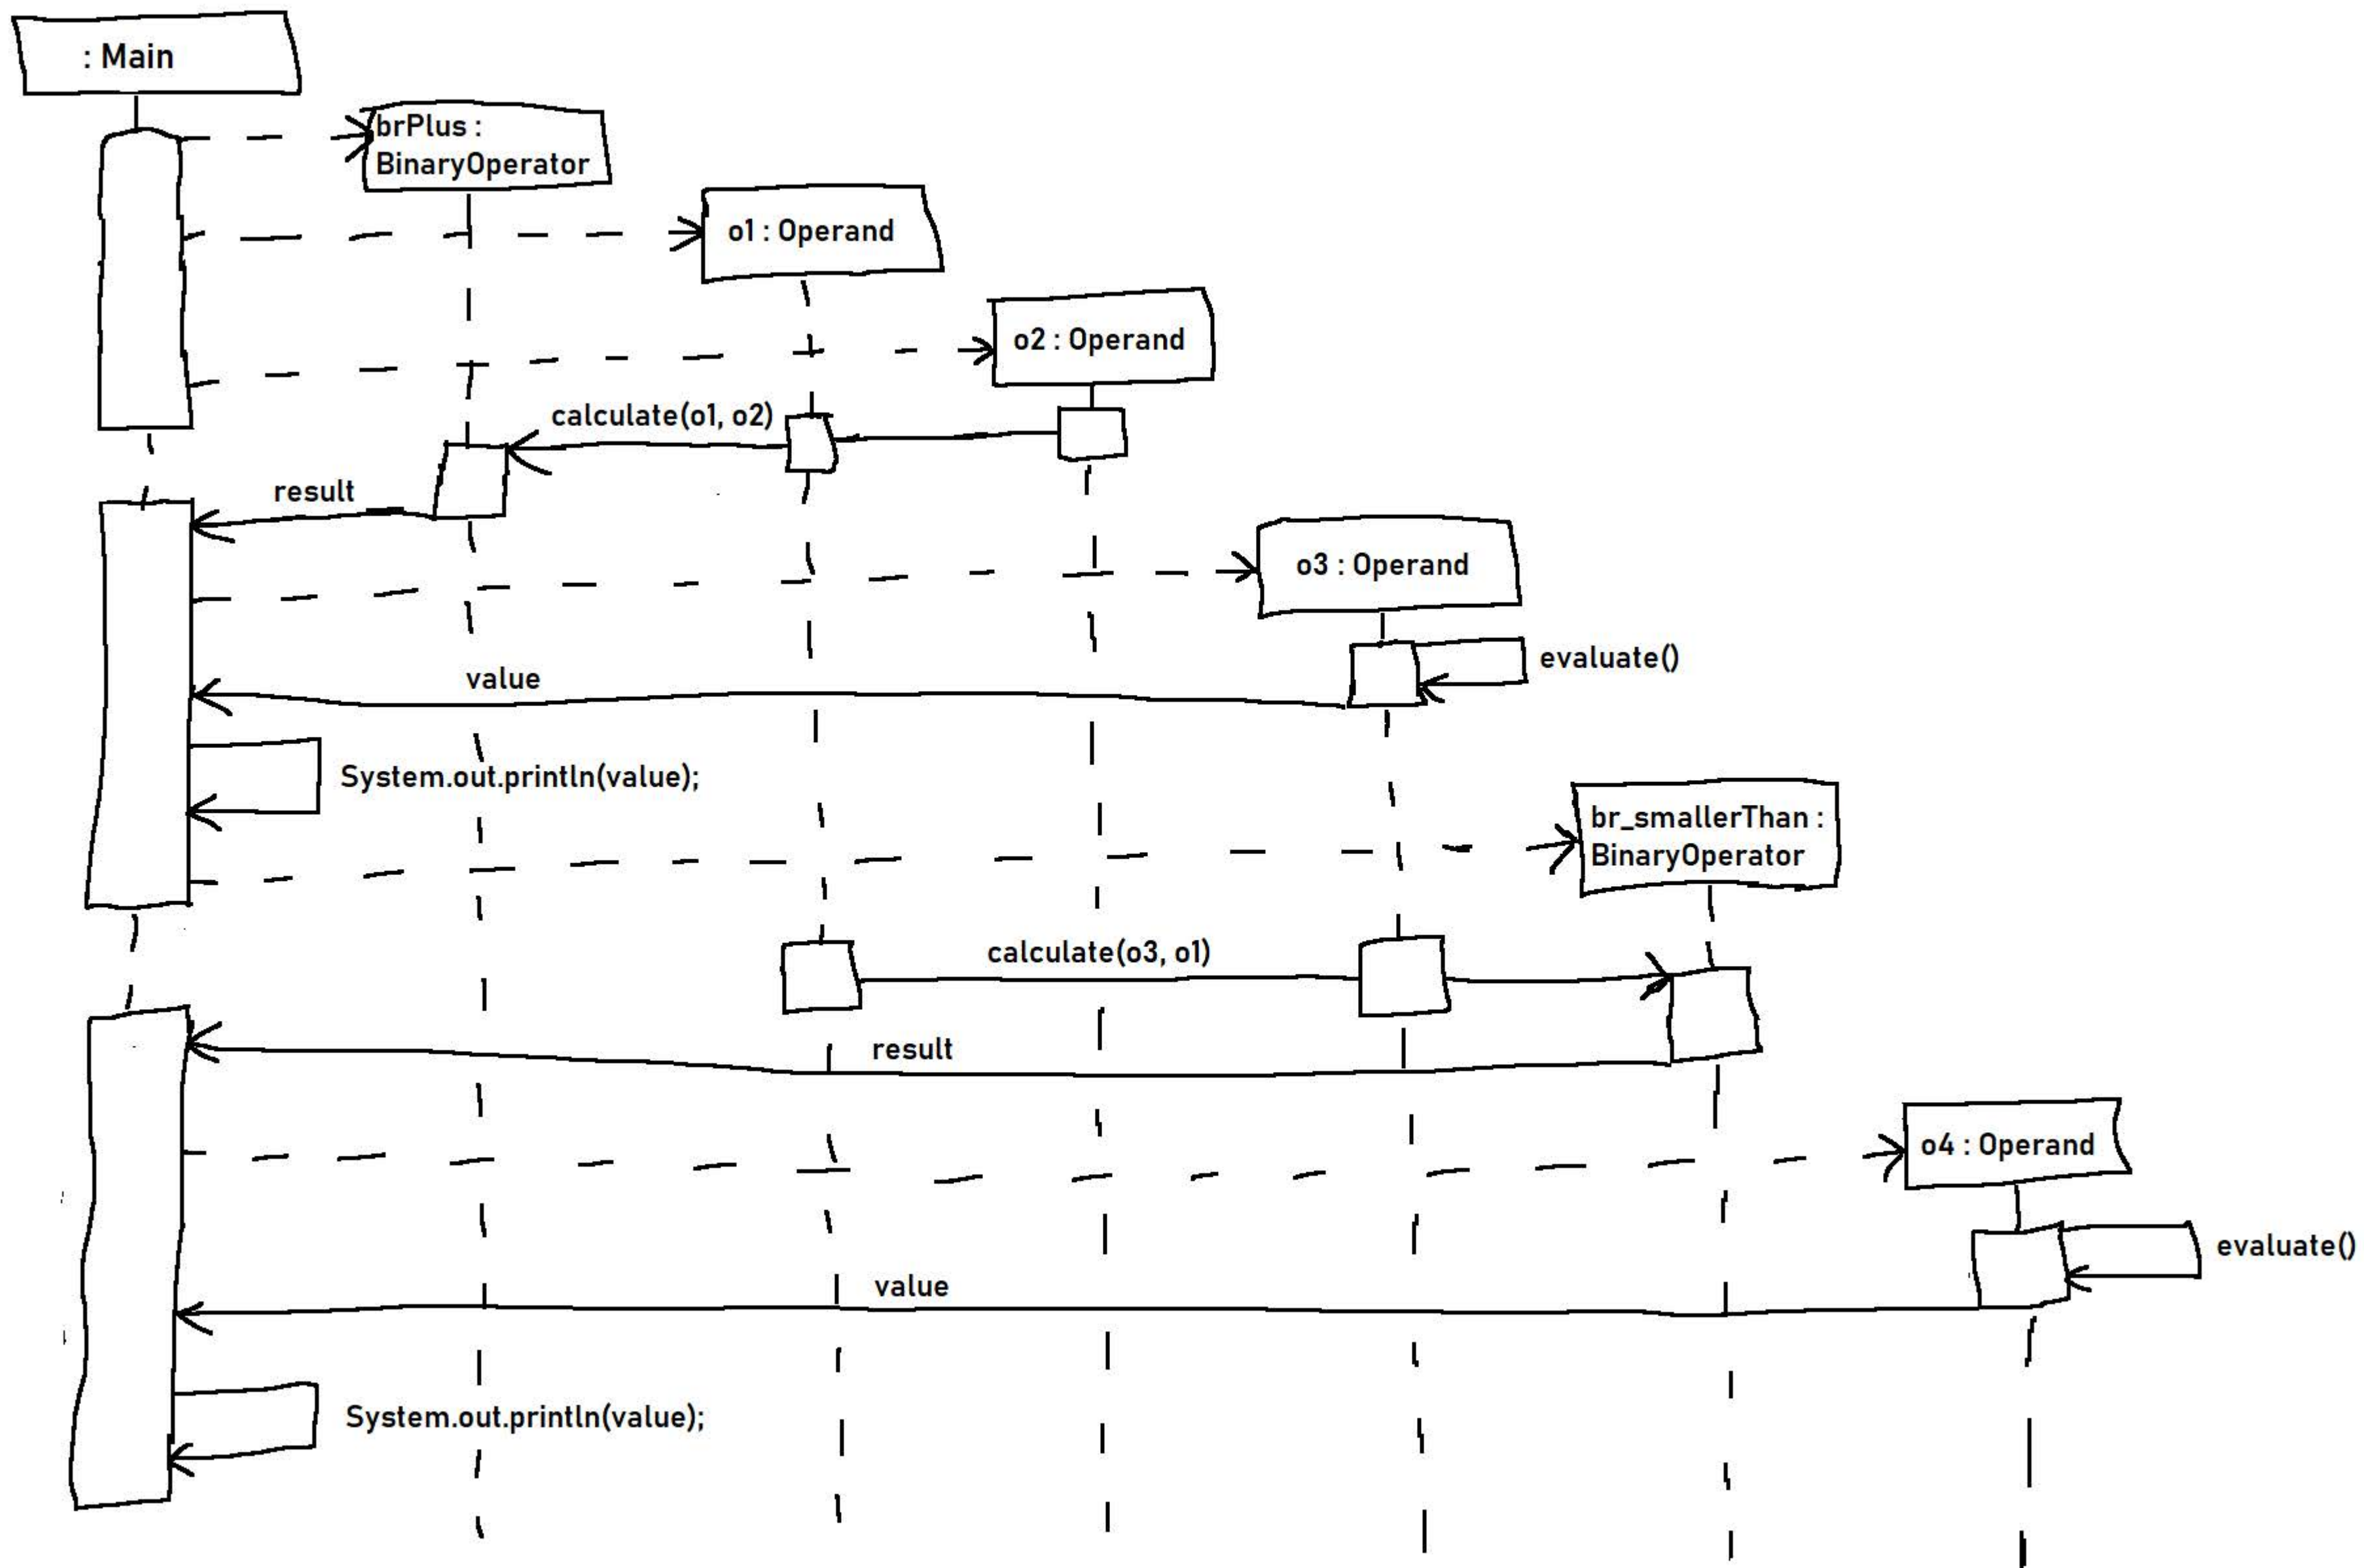 : Main
brPlus :
BinaryOperator
o1 : Operand
o2 : Operand
calculate(o1, o2)
result
o3 : Operand
evaluate()
value
System.out.println(value);
br_smallerThan :
BinaryOperator
calculate(o3, o1)
result
o4 : Operand
evaluate()
value
System.out.println(value);